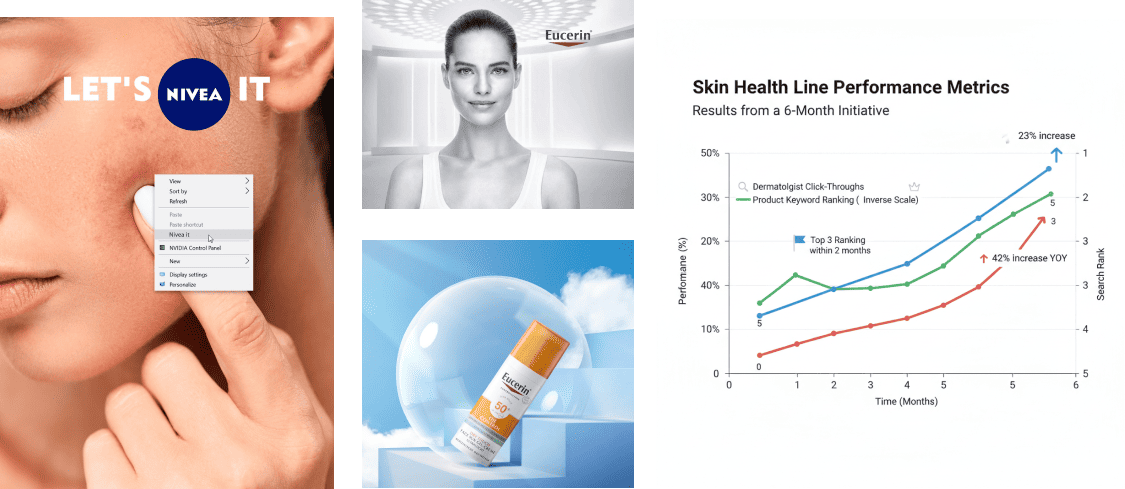 LET'S NIVEA IT
View
Sort by
Refresh
Paste
Paste shortcut
Nivea it
NVIDIA Control Panel
New
Display settings
Personalize
Eucerin
Eucerin
50+
Skin Health Line Performance Metrics
Results from a 6-Month Initiative
23% increase
50%
30%
20%
40%
10%
0
1
2
3
3
4
5
Dermatolgist Click-Throughs
Product Keyword Ranking ( Inverse Scale)
Top 3 Ranking
within 2 months
42% increase YOY
5
0
5
3
Perfomane (%)
Search Rank
0 1 2 3 4 5 5 6
Time (Months)